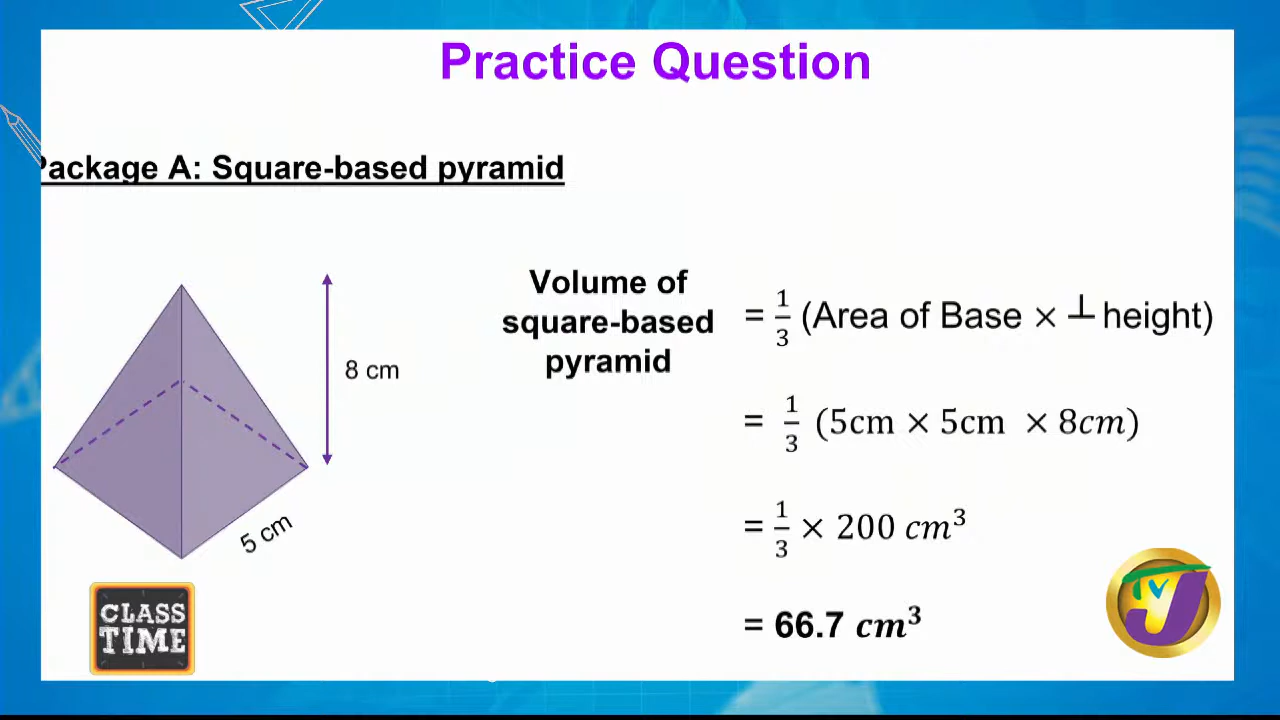 Practice Question
Package A: Square-based pyramid
Volume of
square-based
pyramid
= 1/3 (Area of Base × ⊥ height)
= 1/3 (5cm × 5cm × 8cm)
= 1/3 × 200 cm³
= 66.7 cm³
8 cm
5 cm
CLASS
TIME
TVJ